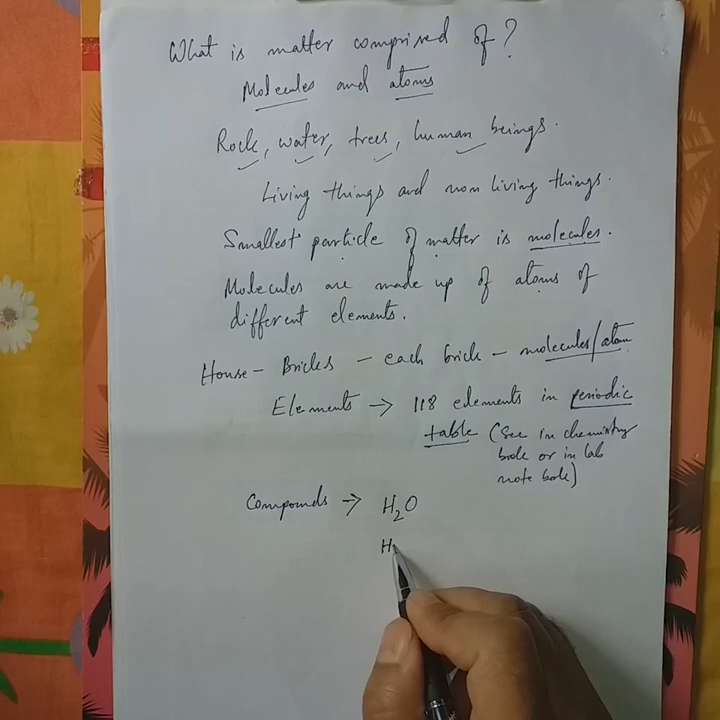 What is matter comprised of?
Molecules and atoms
Rock, water, trees, human beings.
Living things and non living things.
Smallest particle of matter is molecules.
Molecules are made up of atoms of
different elements.
House - Bricks - each brick - molecules/atom
Elements → 118 elements in periodic
table (See in chemistry
book or in lab
note book)
Compounds → H₂O
H